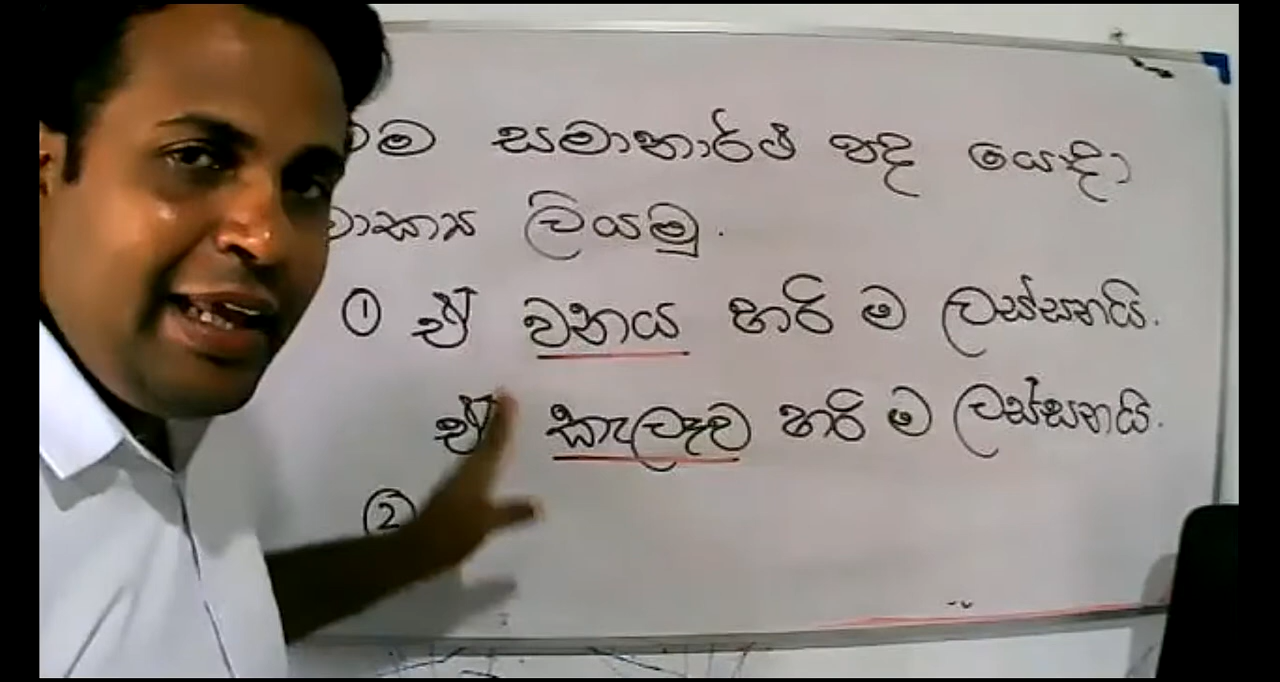 සමානාර්ථ පද යොදා
ලියමු.
① ඒ වනය හරි ම ලස්සනයි.
ඒ කැලෑව හරි ම ලස්සනයි.
②